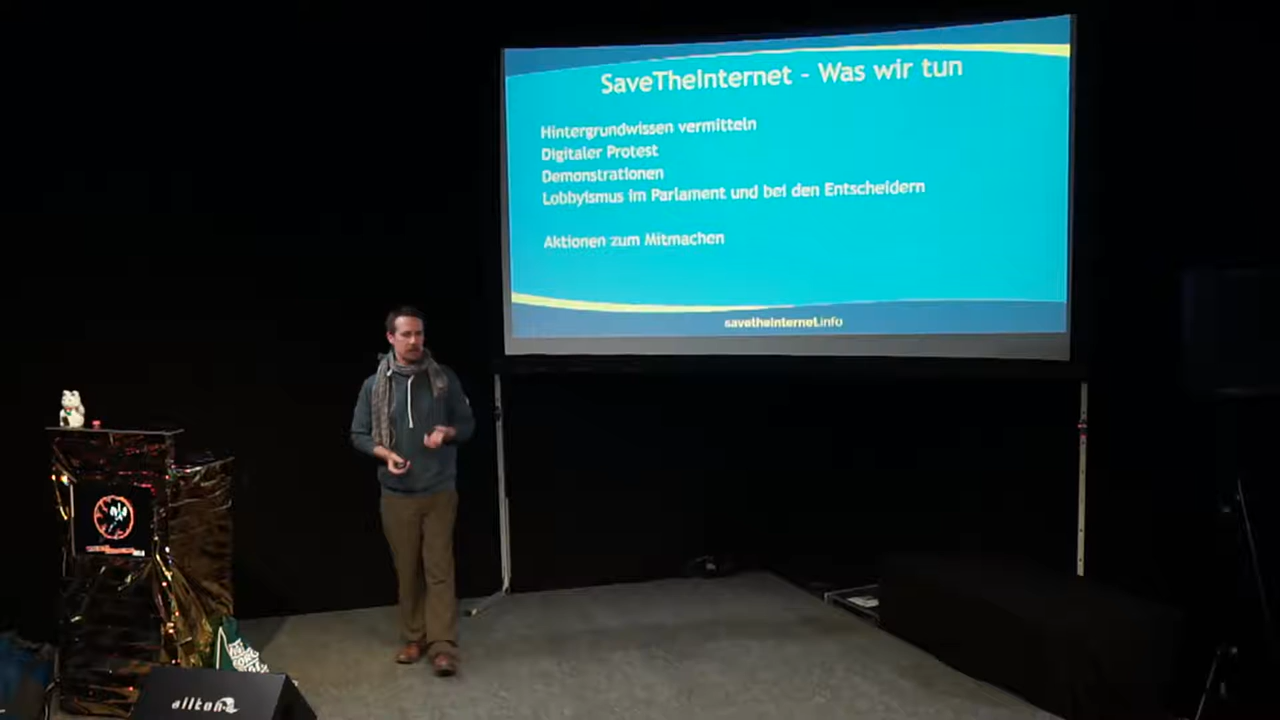 SaveTheInternet - Was wir tun
Hintergrundwissen vermitteln
Digitaler Protest
Demonstrationen
Lobbyismus im Parlament und bei den Entscheidern
Aktionen zum Mitmachen
savetheinternet.info